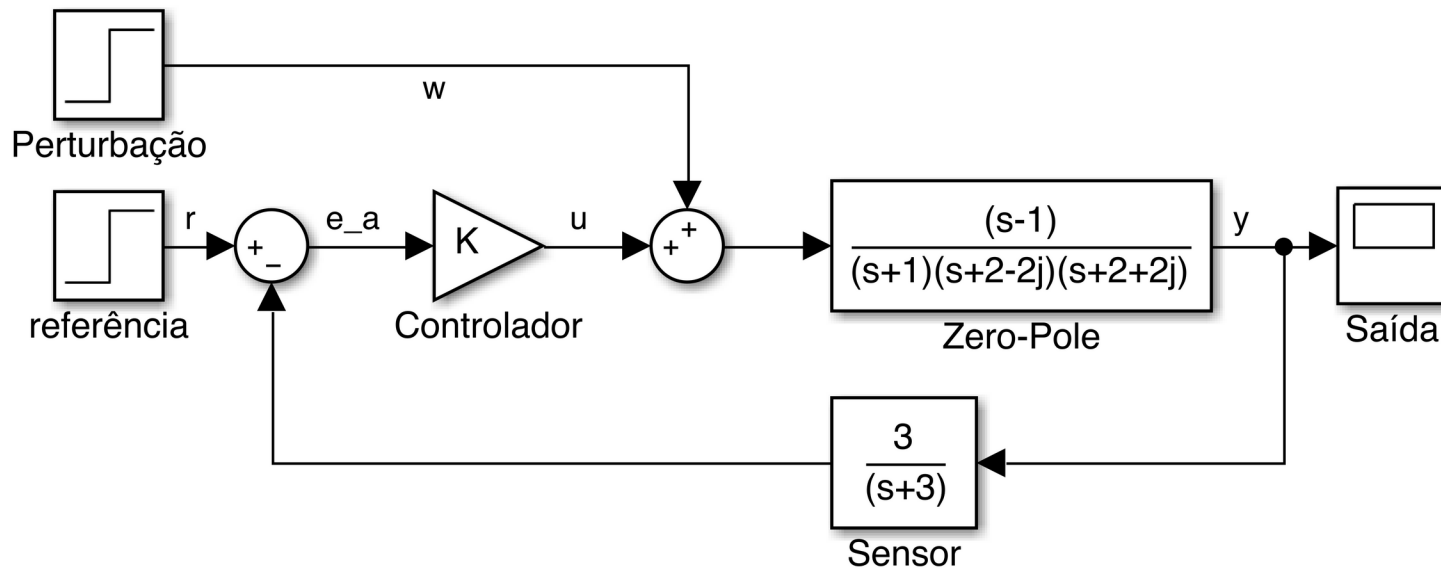 w
Perturbação
r
+
−
e_a
K
u
+
+
(s-1)
(s+1)(s+2-2j)(s+2+2j)
y
referência
Controlador
Zero-Pole
Saída
3
(s+3)
Sensor